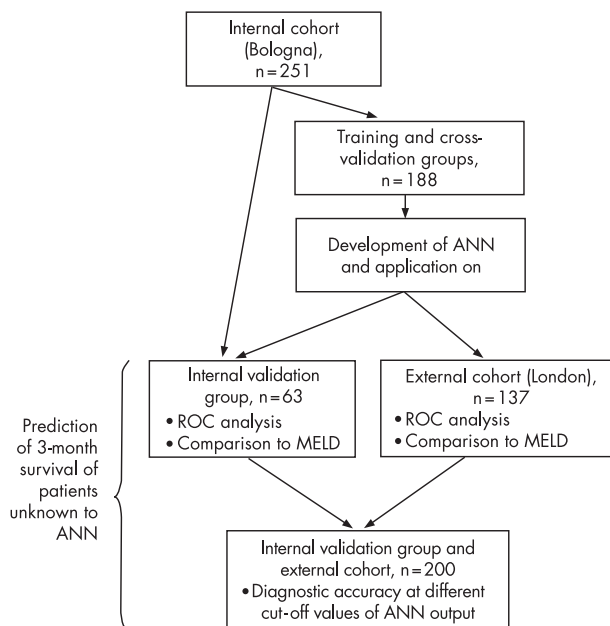 Internal cohort
(Bologna),
n=251
Training and cross-
validation groups,
n=188
Development of ANN
and application on
Internal validation
group, n=63
•ROC analysis
•Comparison to MELD
External cohort (London),
n=137
•ROC analysis
•Comparison to MELD
Prediction
of 3-month
survival of
patients
unknown to
ANN
Internal validation group and
external cohort, n=200
•Diagnostic accuracy at different
cut-off values of ANN output